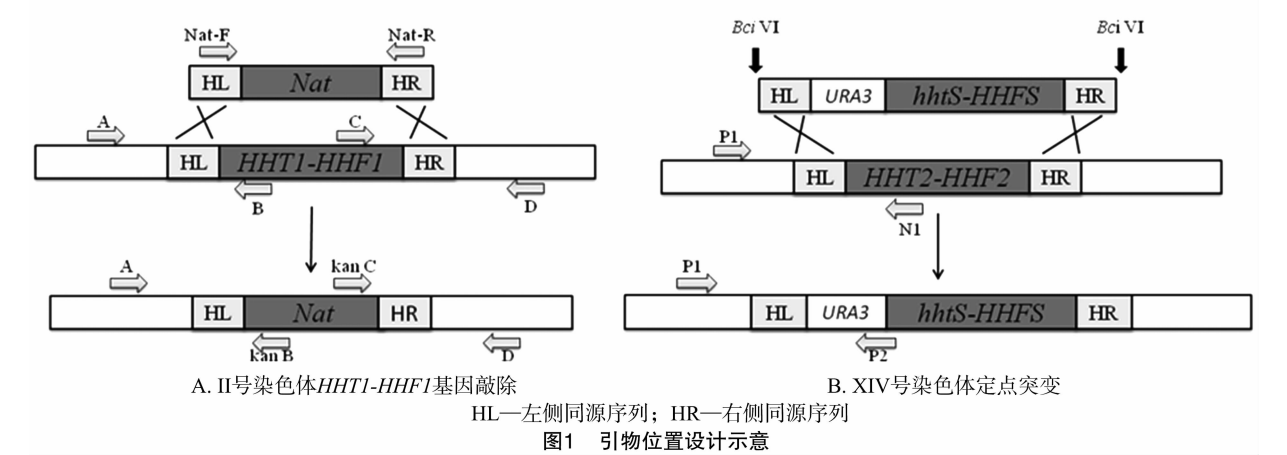 Nat-F
Nat-R
HL Nat HR
A
C
HL HHT1-HHF1 HR
B
D
A
kan C
HL Nat HR
kan B
D
A. II号染色体HHT1-HHF1基因敲除
Bci VI
Bci VI
HL URA3 hhtS-HHFS HR
P1
HL HHT2-HHF2 HR
N1
P1
HL URA3 hhtS-HHFS HR
P2
B. XIV号染色体定点突变
HL—左侧同源序列；HR—右侧同源序列
图1 引物位置设计示意